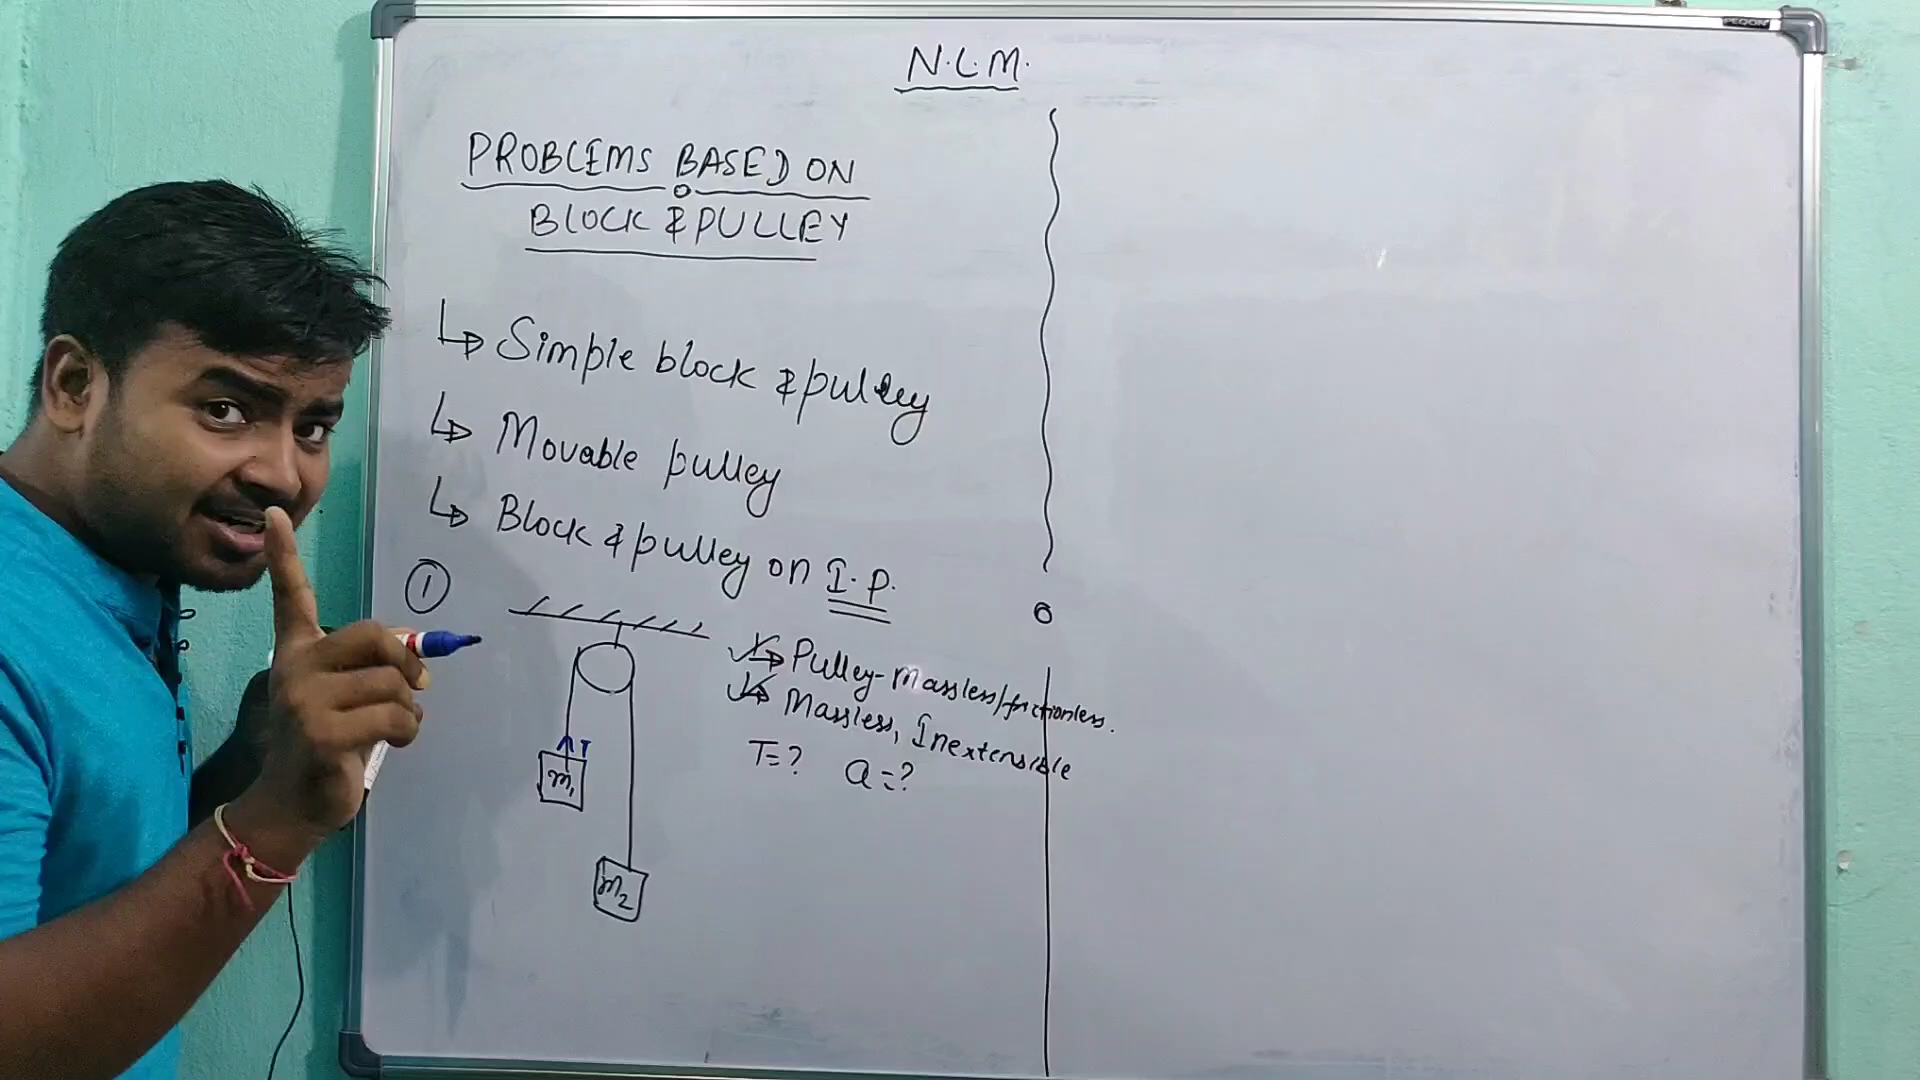 PEQON
N.L.M.
PROBLEMS BASED ON
BLOCK & PULLEY
Simple block & pulley
Movable pulley
Block & pulley on I.P.
①
Pulley-massless/frictionless.
Massless, Inextensible
T=? a=?
T
m₁
m₂